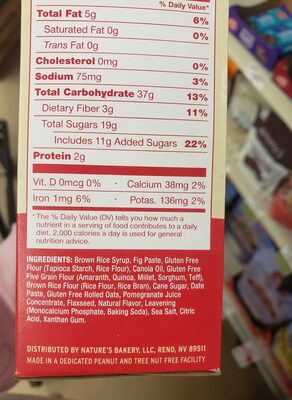 % Daily Value*
Total Fat 5g 6%
Saturated Fat 0g 0%
Trans Fat 0g
Cholesterol 0mg 0%
Sodium 75mg 3%
Total Carbohydrate 37g 13%
Dietary Fiber 3g 11%
Total Sugars 19g
Includes 11g Added Sugars 22%
Protein 2g
Vit. D 0mcg 0% · Calcium 38mg 2%
Iron 1mg 6% · Potas. 136mg 2%
*The % Daily Value (DV) tells you how much a
nutrient in a serving of food contributes to a daily
diet. 2,000 calories a day is used for general
nutrition advice.
INGREDIENTS: Brown Rice Syrup, Fig Paste, Gluten Free
Flour (Tapioca Starch, Rice Flour), Canola Oil, Gluten Free
Five Grain Flour (Amaranth, Quinoa, Millet, Sorghum, Teff),
Brown Rice Flour (Rice Flour, Rice Bran), Cane Sugar, Date
Paste, Gluten Free Rolled Oats, Pomegranate Juice
Concentrate, Flaxseed, Natural Flavor, Leavening
(Monocalcium Phosphate, Baking Soda), Sea Salt, Citric
Acid, Xanthan Gum.
DISTRIBUTED BY NATURE'S BAKERY, LLC, RENO, NV 89511
MADE IN A DEDICATED PEANUT AND TREE NUT FREE FACILITY